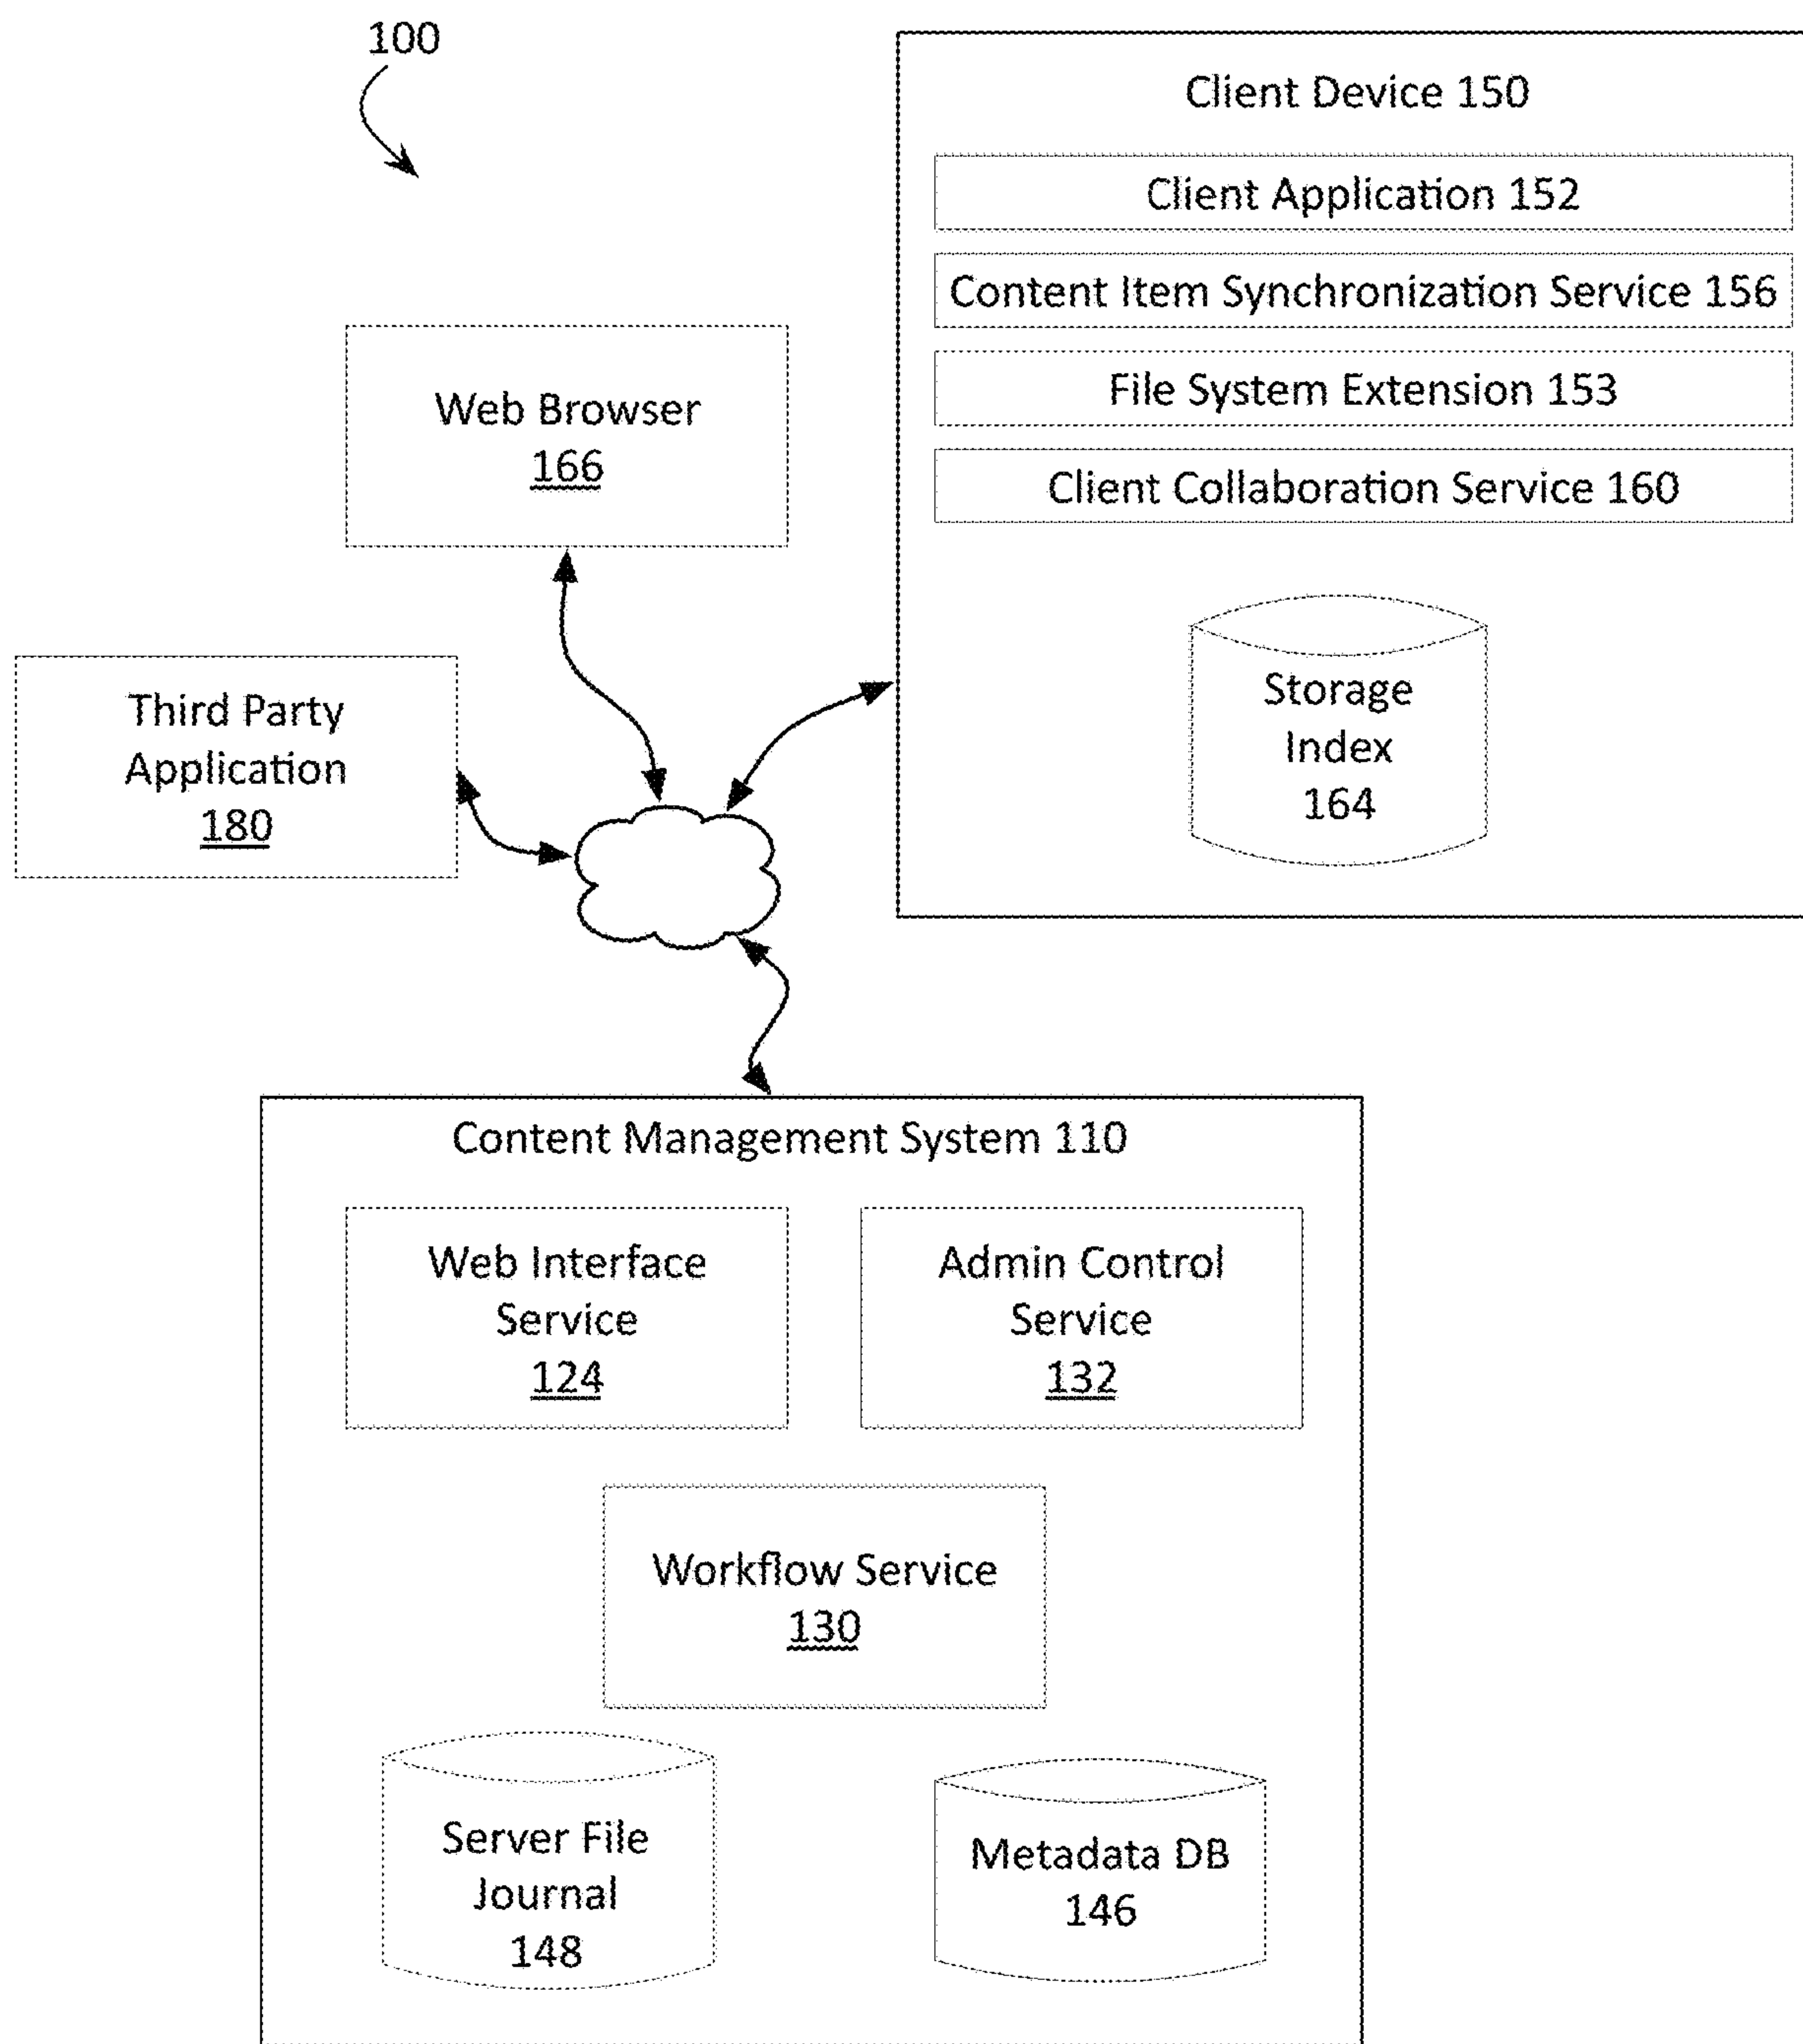 100
Client Device 150
Client Application 152
Content Item Synchronization Service 156
File System Extension 153
Client Collaboration Service 160
Storage
Index
164
Web Browser
166
Third Party
Application
180
Content Management System 110
Web Interface
Service
124
Admin Control
Service
132
Workflow Service
130
Server File
Journal
148
Metadata DB
146